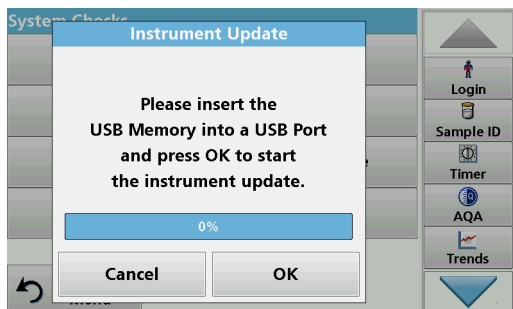 System Checks
Instrument Update
Please insert the
USB Memory into a USB Port
and press OK to start
the instrument update.
0%
Cancel
OK
Menu
Login
Sample ID
Timer
AQA
Trends